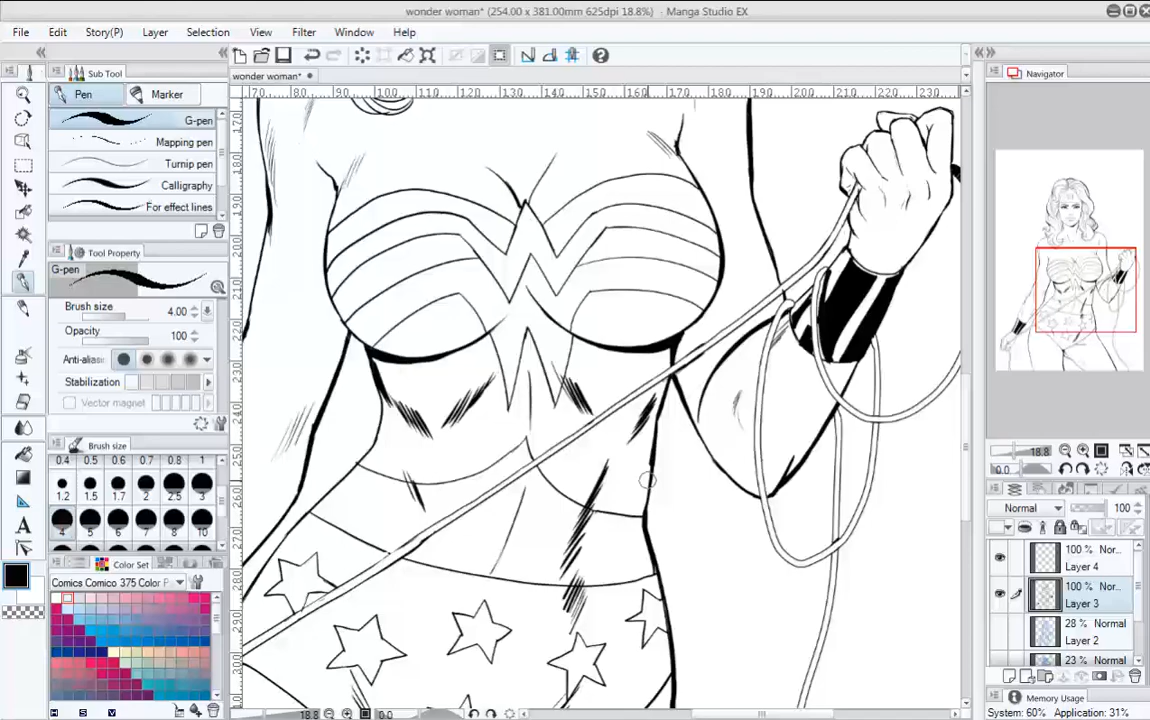 wonder woman* (254.00 x 381.00mm 625dpi 18.8%) - Manga Studio EX
File Edit Story(P) Layer Selection View Filter Window Help
Sub Tool
wonder woman*
Navigator
Pen Marker
G-pen
Mapping pen
Turnip pen
Calligraphy
For effect lines
Tool Property
G-pen
Brush size 4.00
Opacity 100
Anti-alias
Stabilization
Vector magnet
Brush size
0.4 0.5 0.6 0.7 0.8 1
1.2 1.5 1.7 2 2.5 3
4 5 6 7 8 10
Color Set
Comics Comico 375 Color P
H S V
18.8 0.0
18.8
0.0
Normal 100
100 % Nor...
Layer 4
100 % Nor...
Layer 3
28 % Normal
Layer 2
23 % Normal
Memory Usage
System: 60% Application: 31%